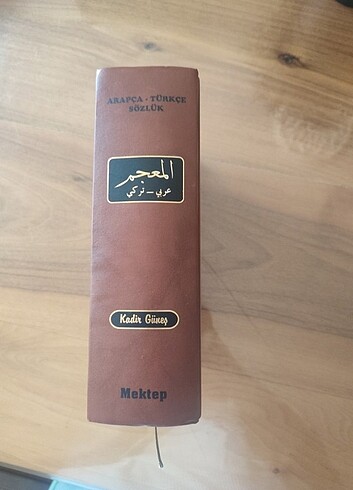 ARAPÇA - TÜRKÇE
SÖZLÜK
المعجم
عربي – تركي
Kadir Güneş
Mektep